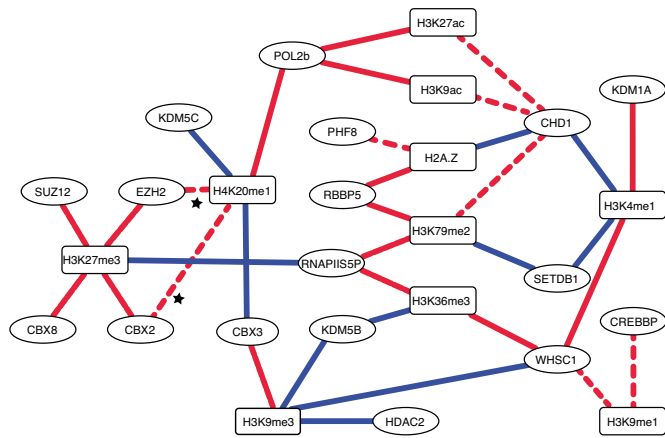 H3K27ac
POL2b
H3K9ac
KDM1A
KDM5C
PHF8
CHD1
H2A.Z
SUZ12
EZH2
H4K20me1
RBBP5
H3K4me1
H3K79me2
H3K27me3
RNAPIIS5P
SETDB1
H3K36me3
CBX8
CBX2
CBX3
KDM5B
CREBBP
WHSC1
H3K9me3
HDAC2
H3K9me1